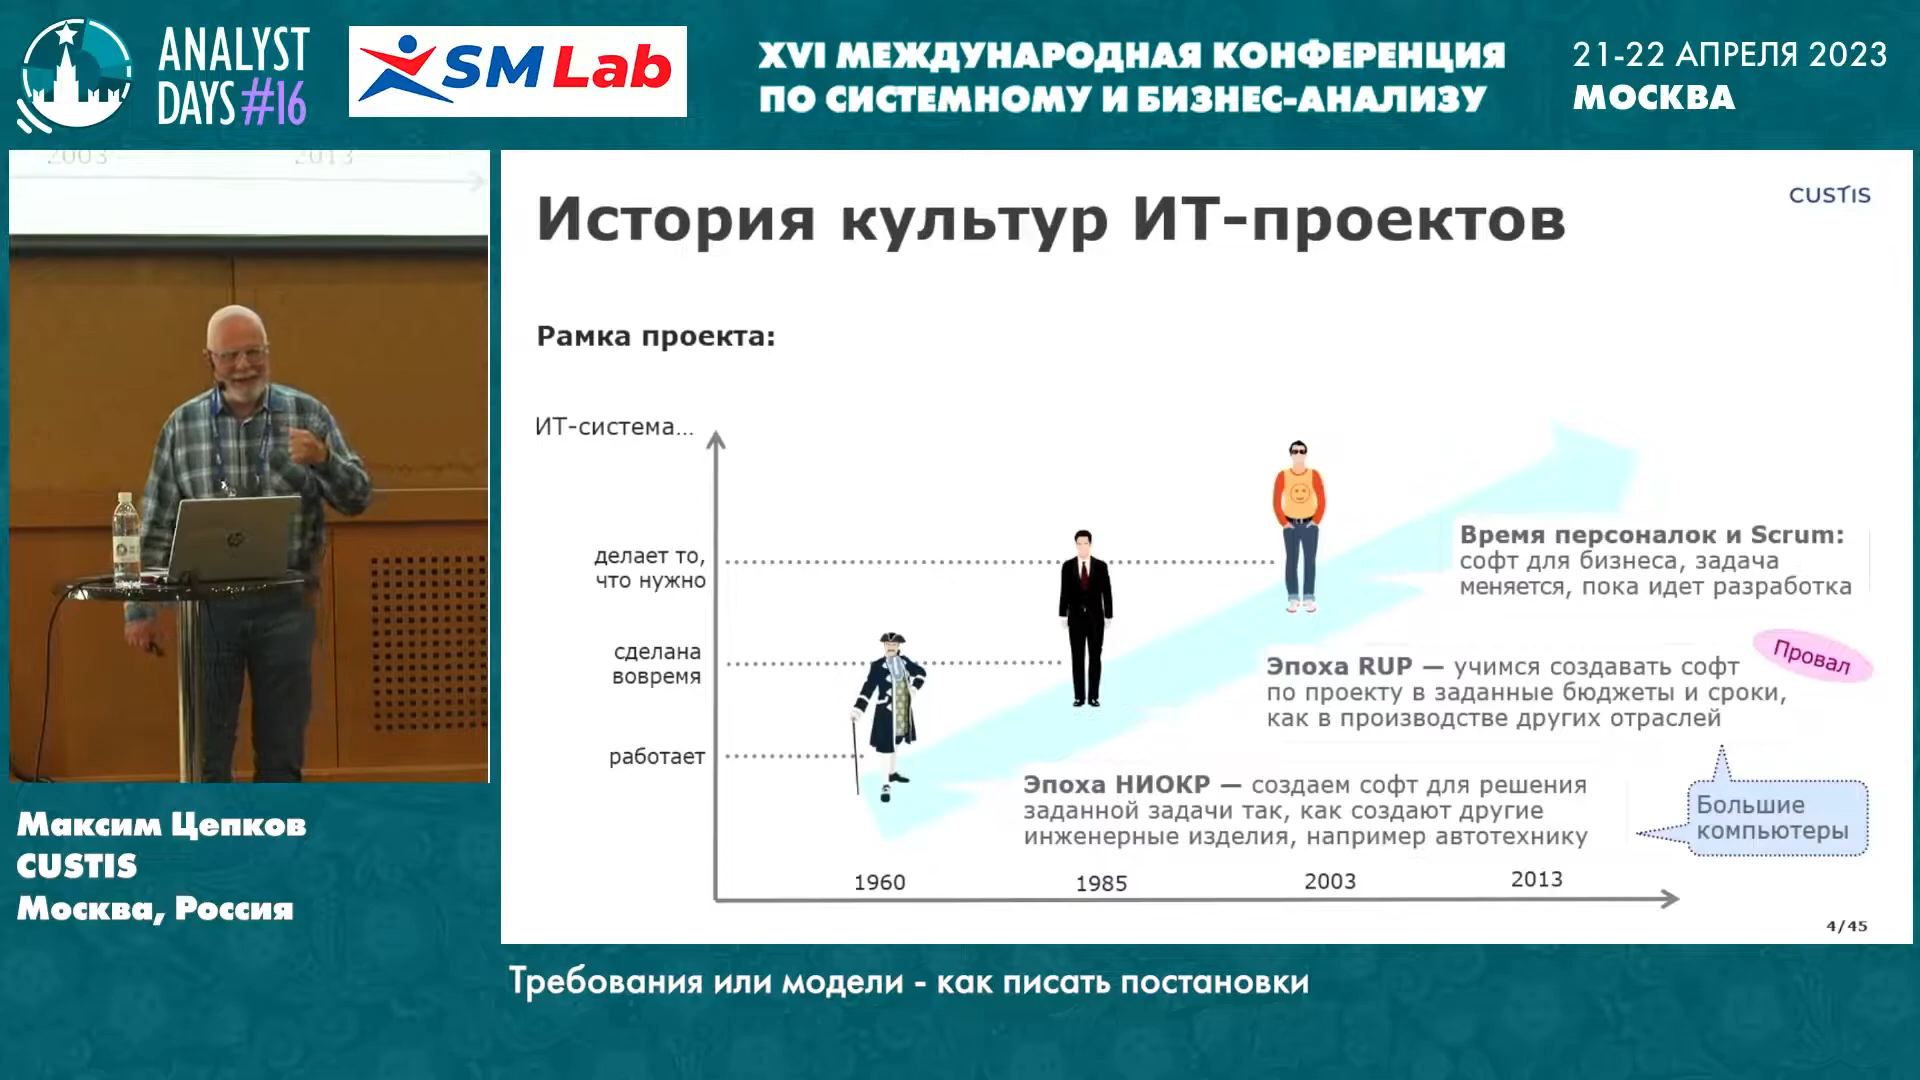 ANALYST
DAYS #16
SM Lab
XVI МЕЖДУНАРОДНАЯ КОНФЕРЕНЦИЯ
ПО СИСТЕМНОМУ И БИЗНЕС-АНАЛИЗУ
21-22 АПРЕЛЯ 2023
МОСКВА
2003 2013
hp
Максим Цепков
CUSTIS
Москва, Россия
CUSTIS
История культур ИТ-проектов
Рамка проекта:
ИТ-система...
делает то,
что нужно
сделана
вовремя
работает
Время персоналок и Scrum:
софт для бизнеса, задача
меняется, пока идет разработка
Провал
Эпоха RUP — учимся создавать софт
по проекту в заданные бюджеты и сроки,
как в производстве других отраслей
Эпоха НИОКР — создаем софт для решения
заданной задачи так, как создают другие
инженерные изделия, например автотехнику
Большие
компьютеры
1960 1985 2003 2013
4/45
Требования или модели - как писать постановки